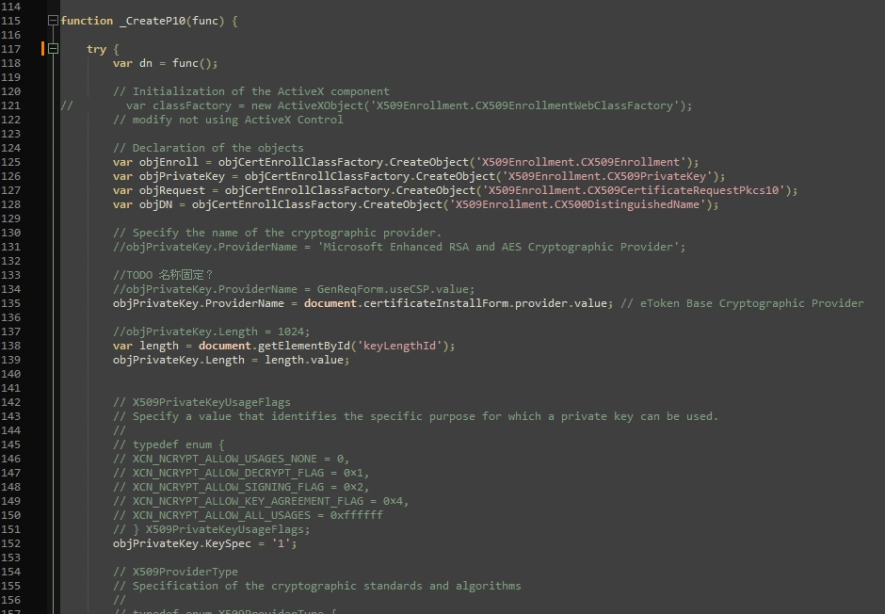 114
115 function _CreateP10(func) {
116
117 try {
118 var dn = func();
119
120 // Initialization of the ActiveX component
121 // var classFactory = new ActiveXObject('X509Enrollment.CX509EnrollmentWebClassFactory');
122 // modify not using ActiveX Control
123
124 // Declaration of the objects
125 var objEnroll = objCertEnrollClassFactory.CreateObject('X509Enrollment.CX509Enrollment');
126 var objPrivateKey = objCertEnrollClassFactory.CreateObject('X509Enrollment.CX509PrivateKey');
127 var objRequest = objCertEnrollClassFactory.CreateObject('X509Enrollment.CX509CertificateRequestPkcs10');
128 var objDN = objCertEnrollClassFactory.CreateObject('X509Enrollment.CX500DistinguishedName');
129
130 // Specify the name of the cryptographic provider.
131 //objPrivateKey.ProviderName = 'Microsoft Enhanced RSA and AES Cryptographic Provider';
132
133 //TODO 名称固定？
134 //objPrivateKey.ProviderName = GenReqForm.useCSP.value;
135 objPrivateKey.ProviderName = document.certificateInstallForm.provider.value; // eToken Base Cryptographic Provider
136
137 //objPrivateKey.Length = 1024;
138 var length = document.getElementById('keyLengthId');
139 objPrivateKey.Length = length.value;
140
141
142 // X509PrivateKeyUsageFlags
143 // Specify a value that identifies the specific purpose for which a private key can be used.
144 //
145 // typedef enum {
146 // XCN_NCRYPT_ALLOW_USAGES_NONE = 0,
147 // XCN_NCRYPT_ALLOW_DECRYPT_FLAG = 0x1,
148 // XCN_NCRYPT_ALLOW_SIGNING_FLAG = 0x2,
149 // XCN_NCRYPT_ALLOW_KEY_AGREEMENT_FLAG = 0x4,
150 // XCN_NCRYPT_ALLOW_ALL_USAGES = 0xffffff
151 // } X509PrivateKeyUsageFlags;
152 objPrivateKey.KeySpec = '1';
153
154 // X509ProviderType
155 // Specification of the cryptographic standards and algorithms
156 //
157 // typedef enum X509ProviderType {